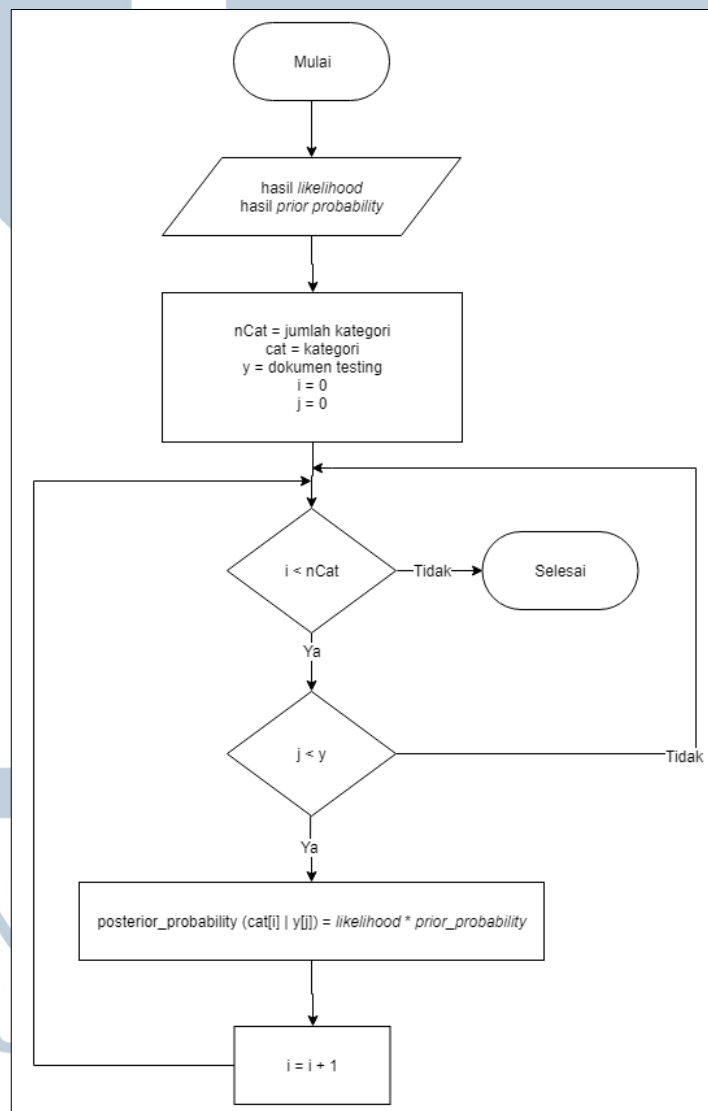 Mulai
hasil likelihood
hasil prior probability
nCat = jumlah kategori
cat = kategori
y = dokumen testing
i = 0
j = 0
i < nCat
Tidak
Selesai
Ya
j < y
Tidak
Ya
posterior_probability (cat[i] | y[j]) = likelihood * prior_probability
i = i + 1